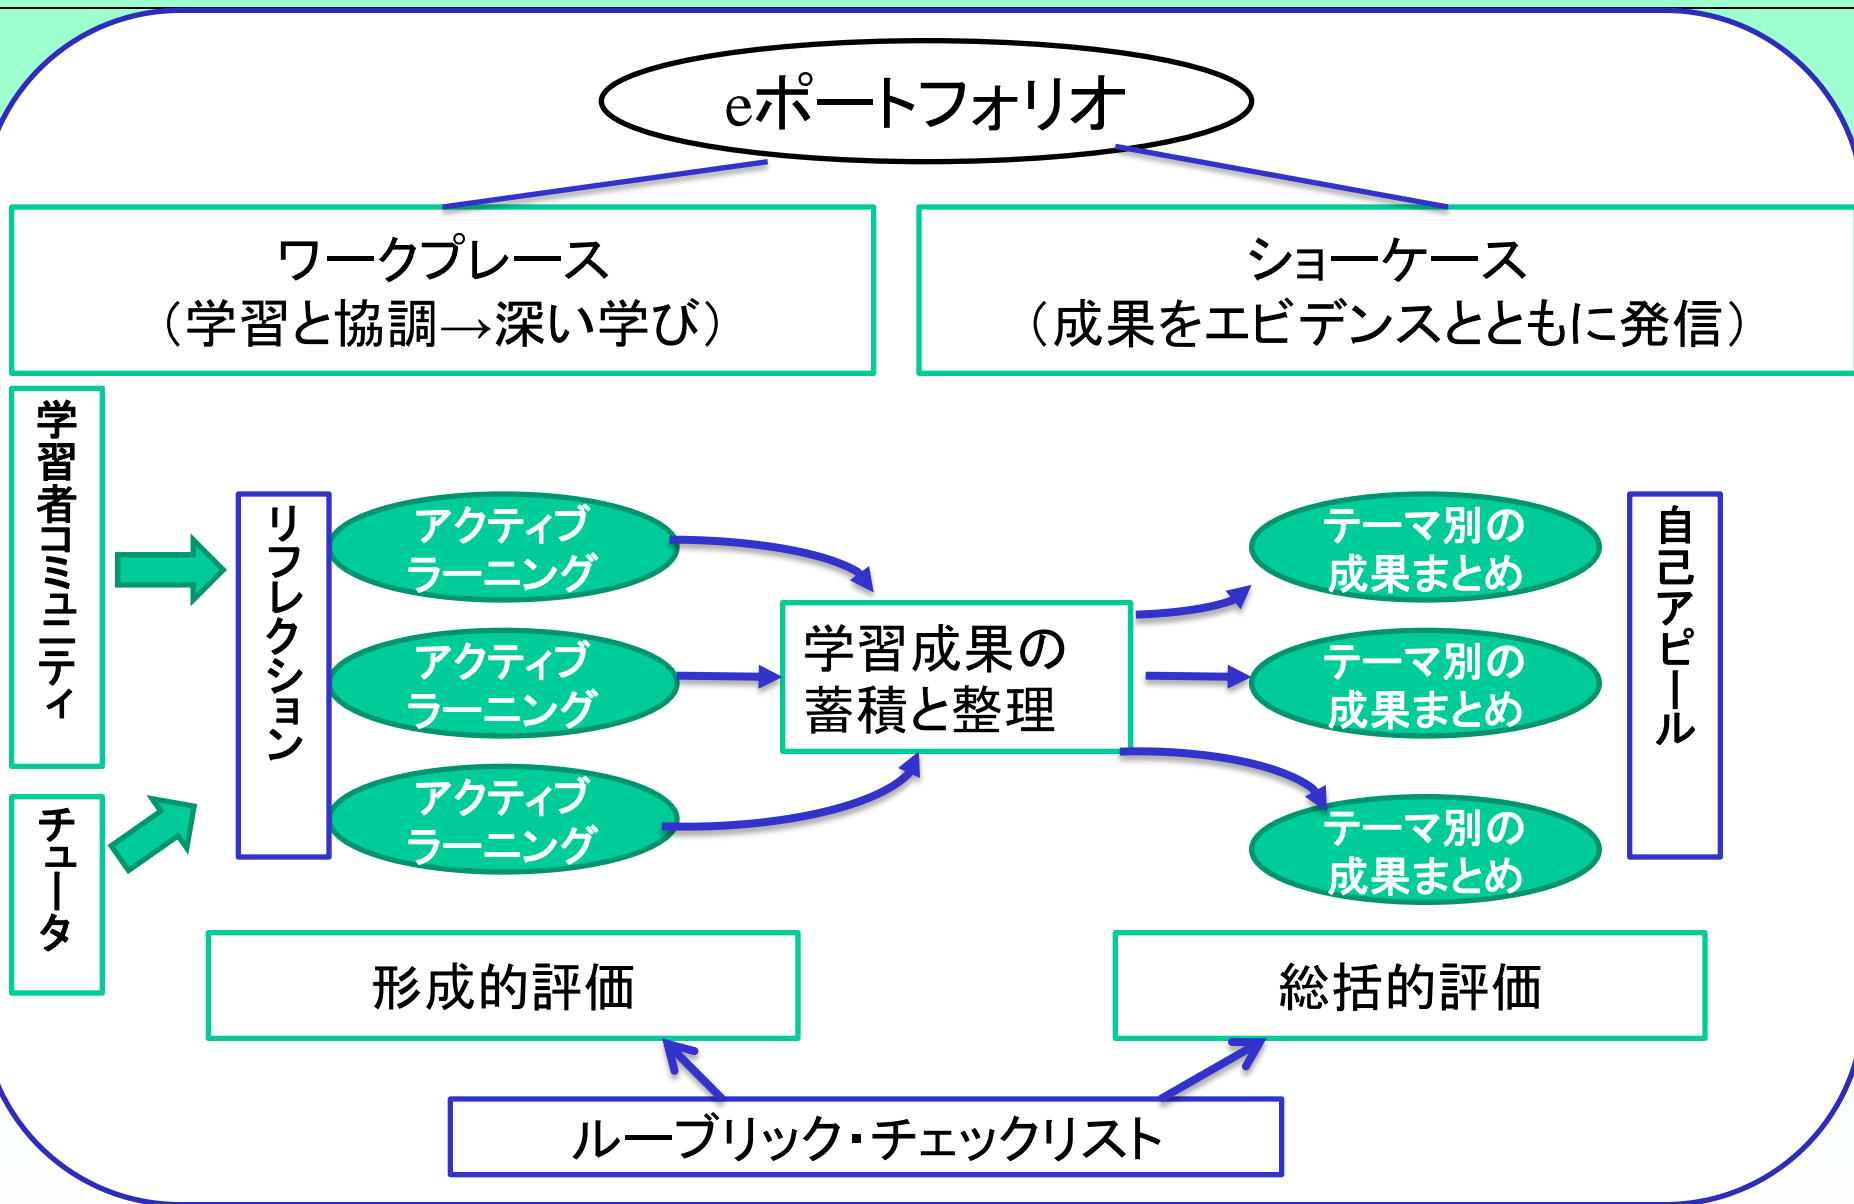 eポートフォリオ
ワークプレース
（学習と協調→深い学び）
ショーケース
（成果をエビデンスとともに発信）
学習者コミュニティ
チュータ
リフレクション
アクティブ
ラーニング
アクティブ
ラーニング
アクティブ
ラーニング
学習成果の
蓄積と整理
テーマ別の
成果まとめ
テーマ別の
成果まとめ
テーマ別の
成果まとめ
自己アピール
形成的評価
総括的評価
ルーブリック・チェックリスト